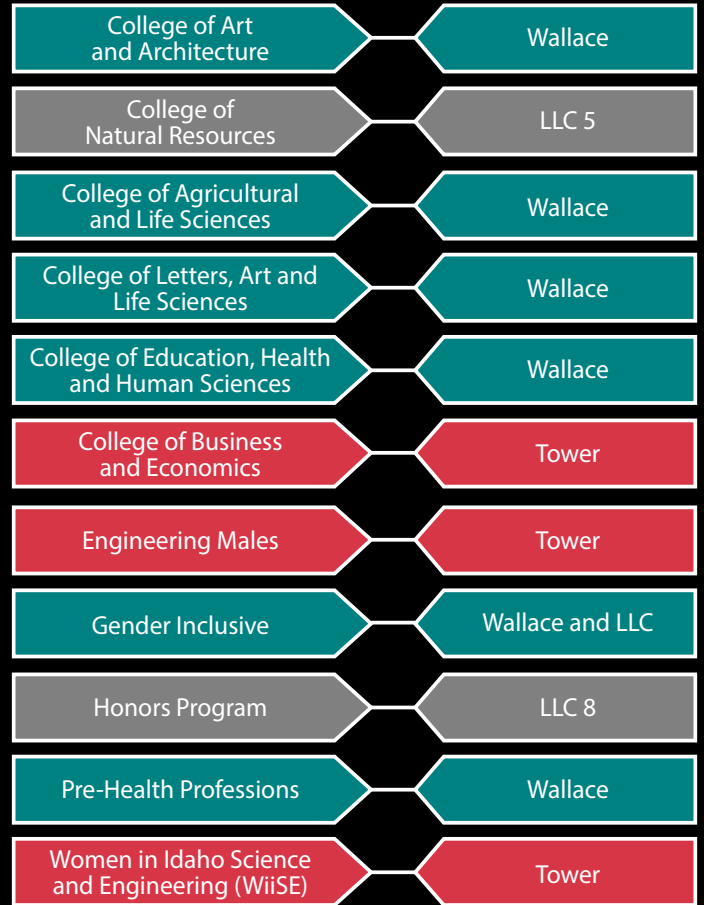 College of Art
and Architecture
Wallace
College of
Natural Resources
LLC 5
College of Agricultural
and Life Sciences
Wallace
College of Letters, Art and
Life Sciences
Wallace
College of Education, Health
and Human Sciences
Wallace
College of Business
and Economics
Tower
Engineering Males
Tower
Gender Inclusive
Wallace and LLC
Honors Program
LLC 8
Pre-Health Professions
Wallace
Women in Idaho Science
and Engineering (WiiSE)
Tower